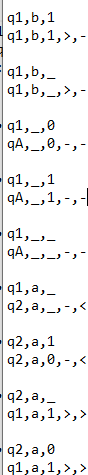 q1,b,1
q1,b,1,>,-
q1,b,_
q1,b,_,>,-
q1,_,0
qA,_,0,-,-
q1,_,1
qA,_,1,-,-
q1,_,_
qA,_,_,-,-
q1,a,_
q2,a,_,-,<
q2,a,1
q2,a,0,-,<
q2,a,_
q1,a,1,>,>
q2,a,0
q1,a,1,>,>